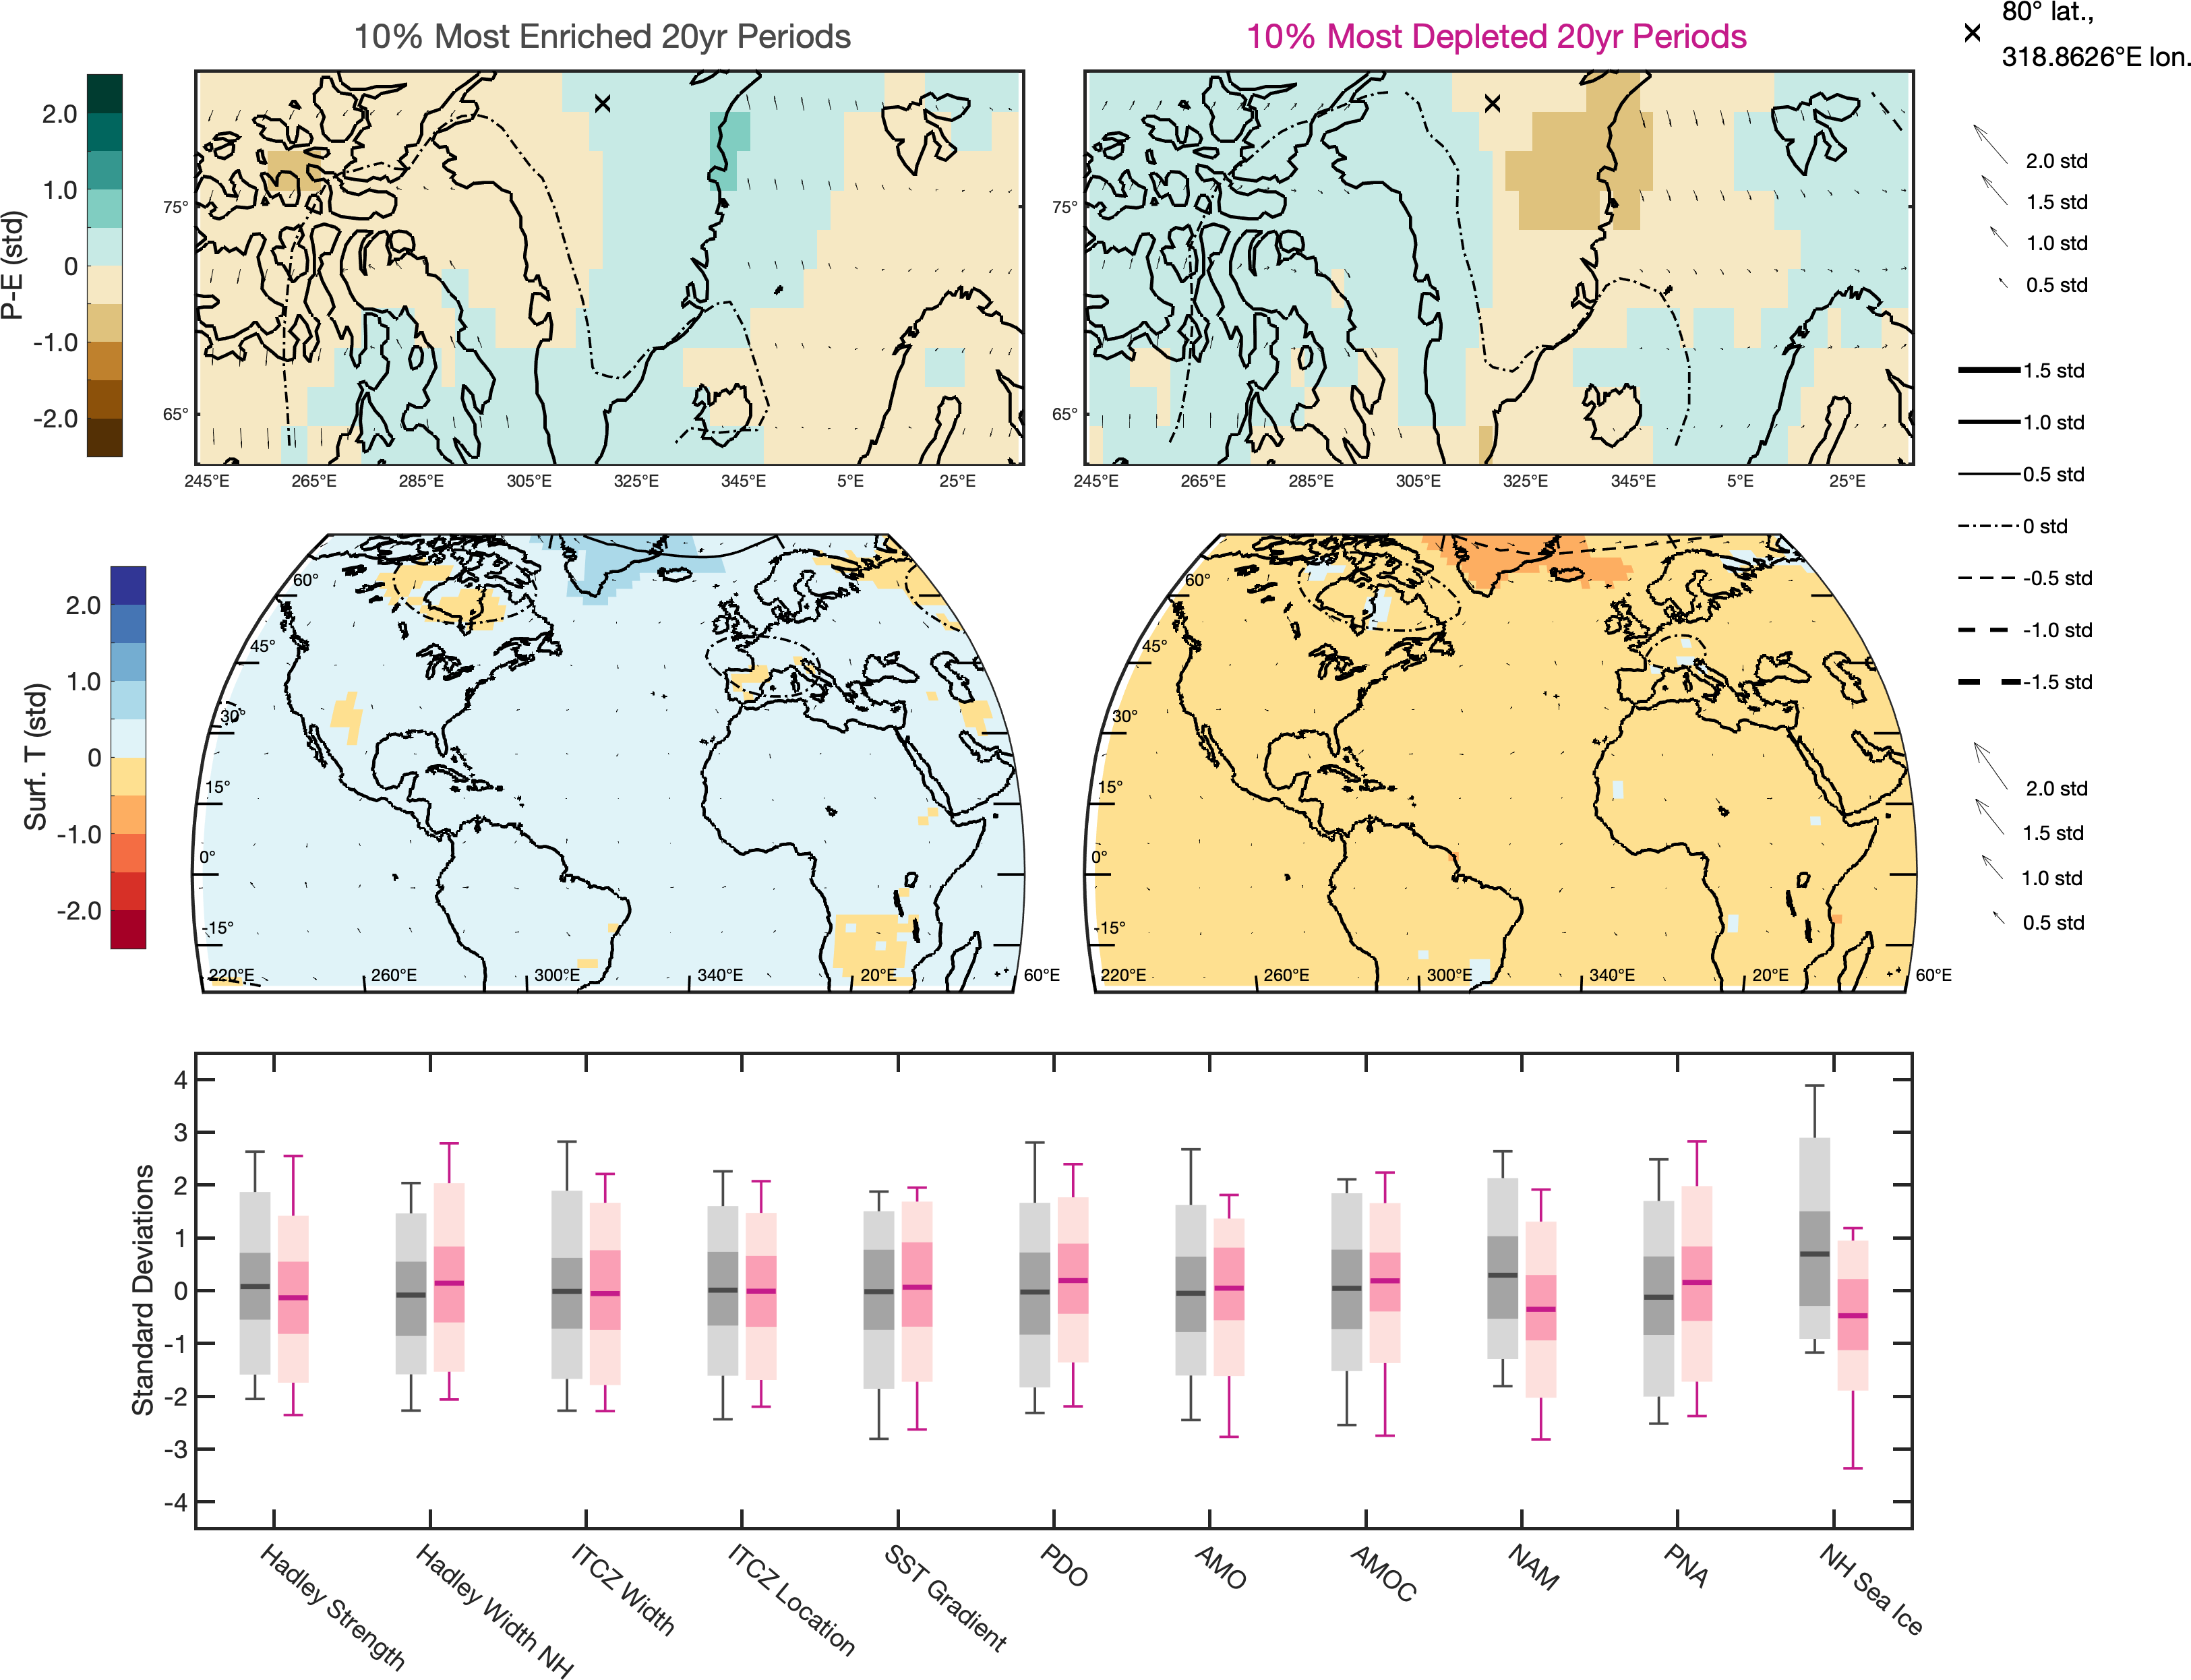 10% Most Enriched 20yr Periods
10% Most Depleted 20yr Periods
80° lat.,
318.8626°E lon.
P-E (std)
2.0
1.0
0
-1.0
-2.0
75°
65°
245°E 265°E 285°E 305°E 325°E 345°E 5°E 25°E
75°
65°
245°E 265°E 285°E 305°E 325°E 345°E 5°E 25°E
2.0 std
1.5 std
1.0 std
0.5 std
1.5 std
1.0 std
0.5 std
0 std
-0.5 std
-1.0 std
-1.5 std
Surf. T (std)
2.0
1.0
0
-1.0
-2.0
60°
45°
30°
15°
0°
-15°
220°E 260°E 300°E 340°E 20°E 60°E
60°
45°
30°
15°
0°
-15°
220°E 260°E 300°E 340°E 20°E 60°E
2.0 std
1.5 std
1.0 std
0.5 std
Standard Deviations
4
3
2
1
0
-1
-2
-3
-4
Hadley Strength
Hadley Width NH
ITCZ Width
ITCZ Location
SST Gradient
PDO
AMO
AMOC
NAM
PNA
NH Sea Ice